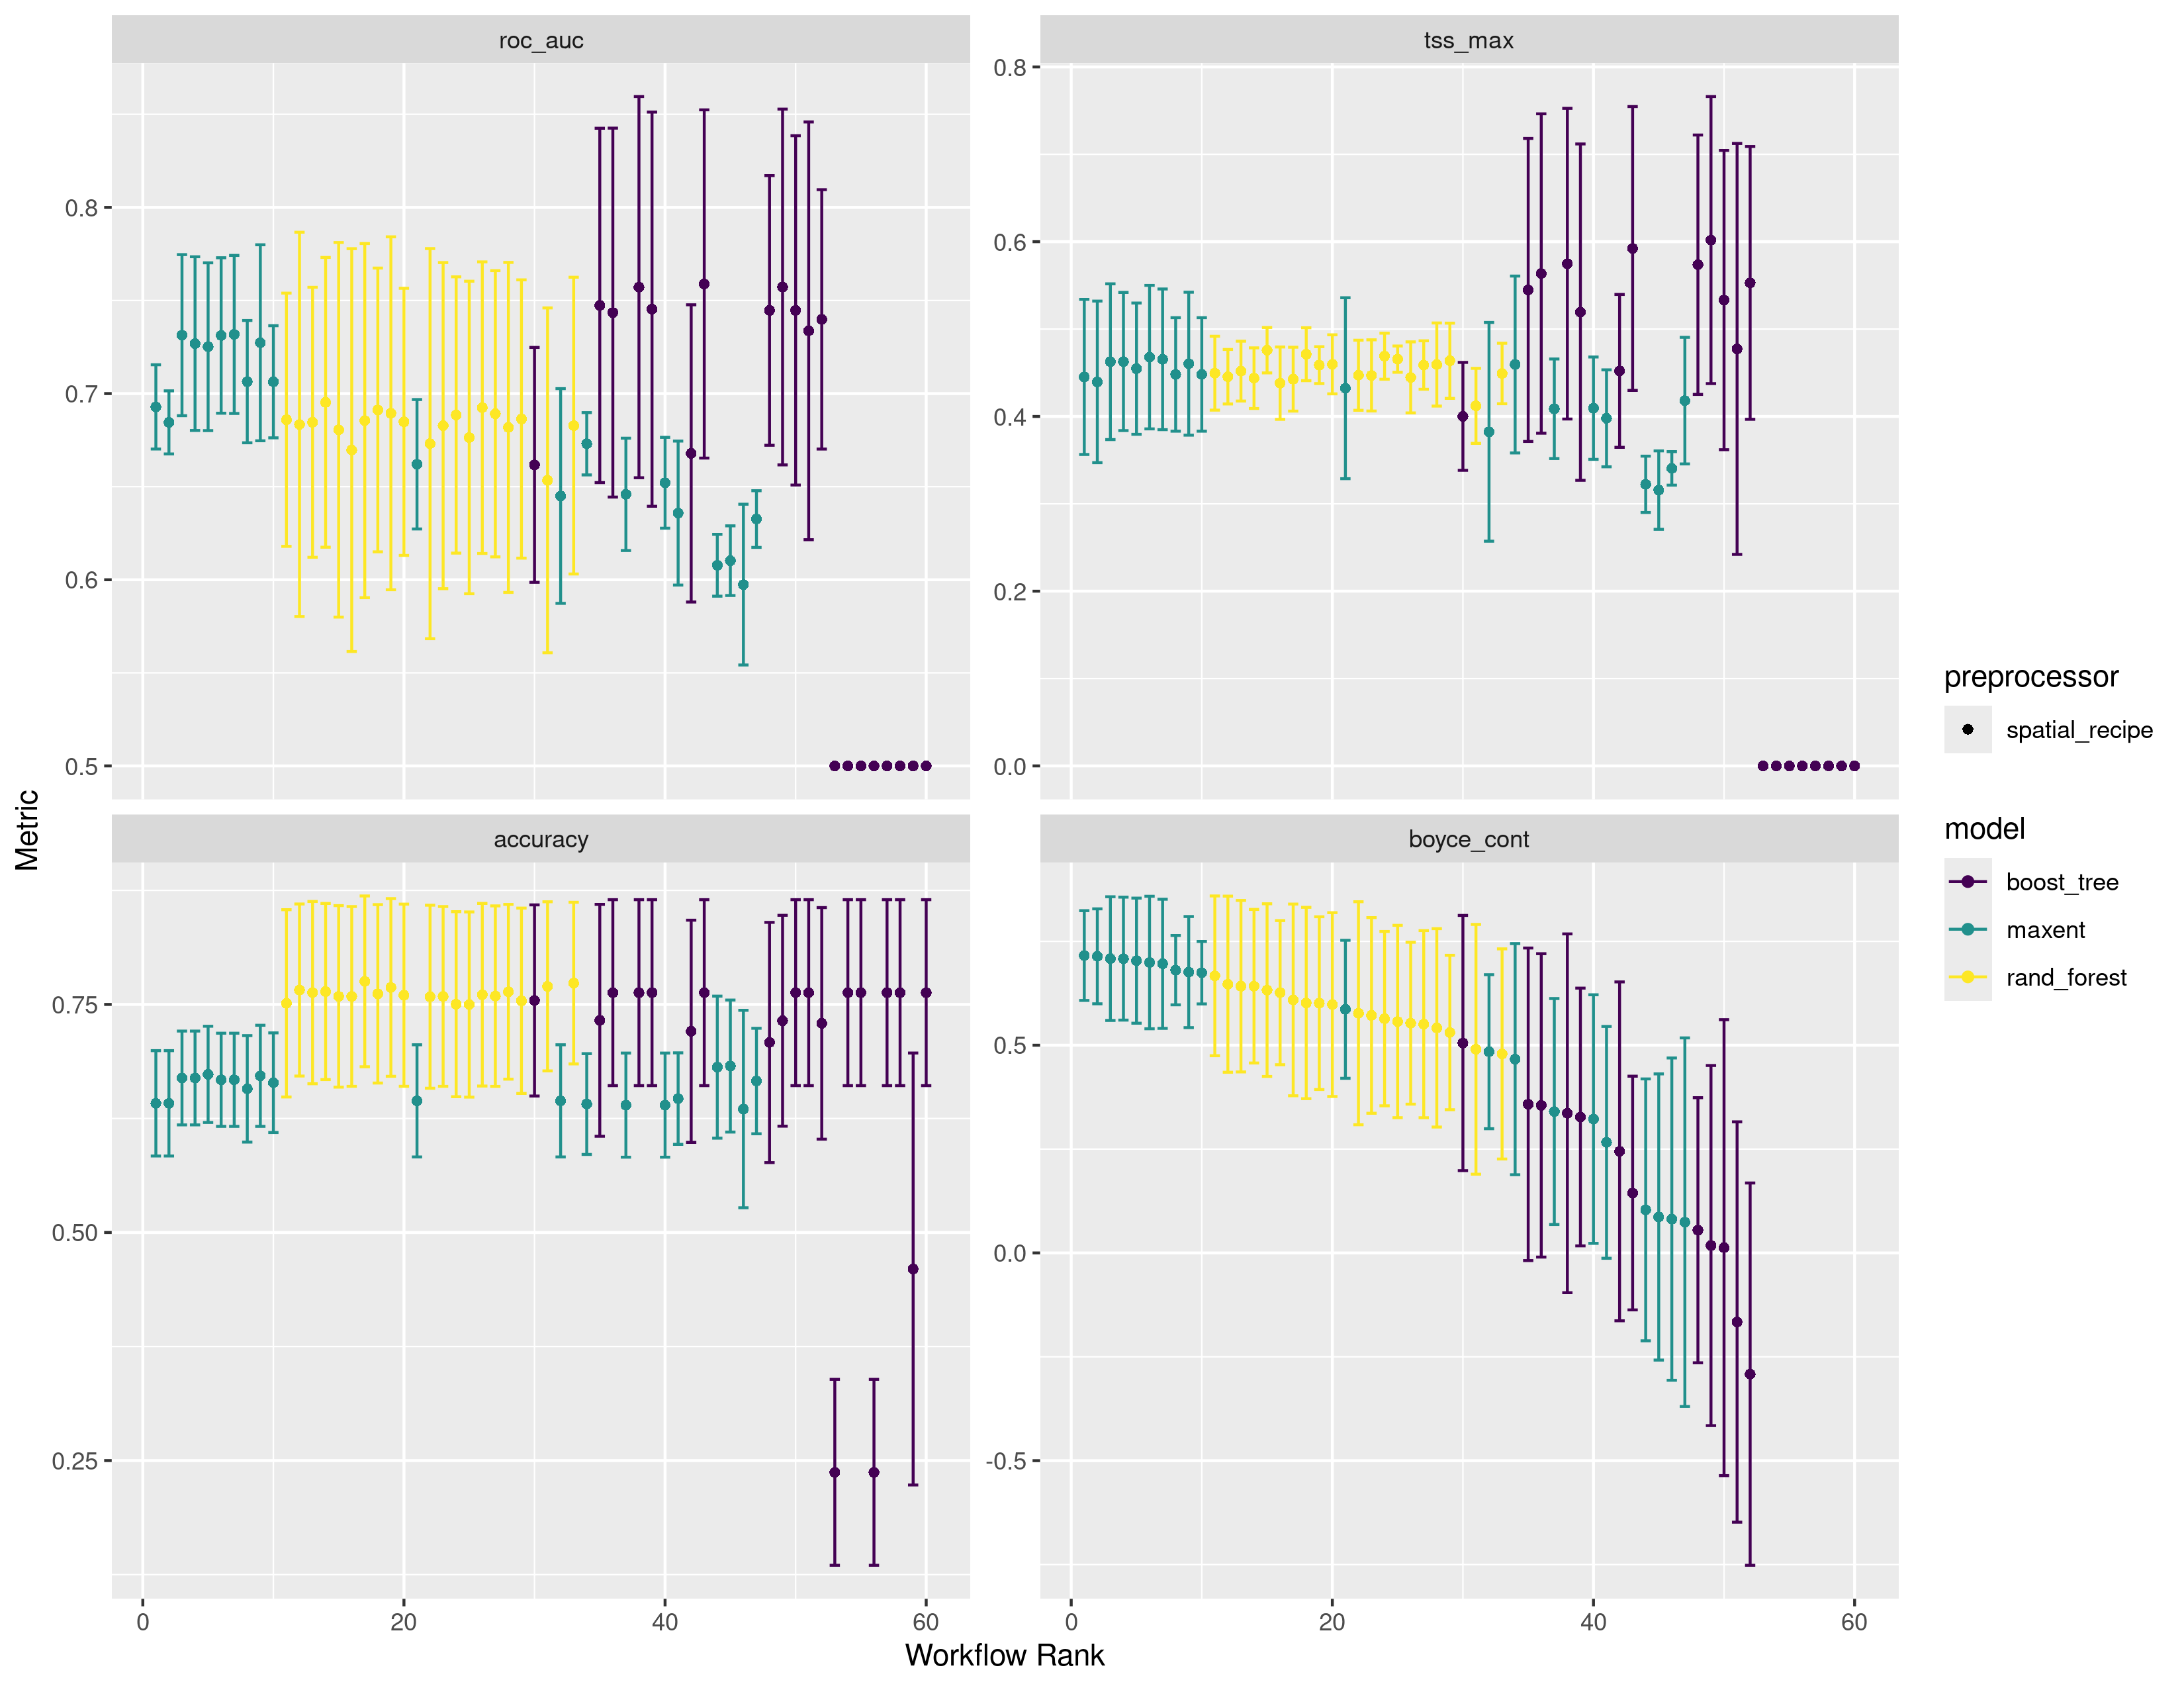 roc_auc
tss_max
0.8
0.7
0.6
0.5
0.8
0.6
0.4
0.2
0.0
accuracy
boyce_cont
0.75
0.50
0.25
0.5
0.0
-0.5
0 20 40 60
0 20 40 60
Workflow Rank
Metric
preprocessor
spatial_recipe
model
boost_tree
maxent
rand_forest